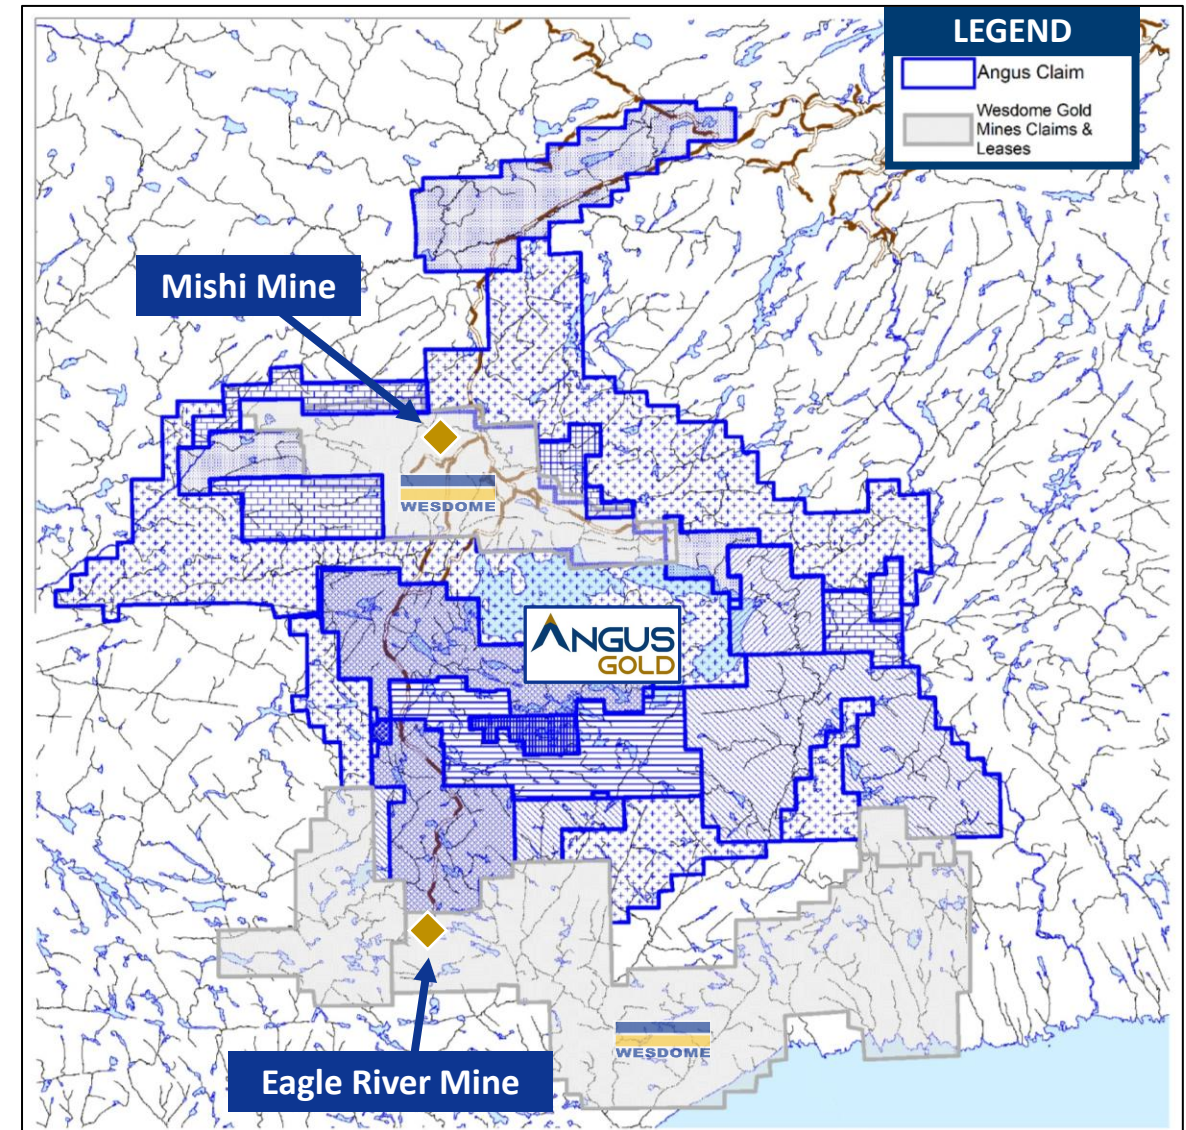 LEGEND
Angus Claim
Wesdome Gold
Mines Claims &
Leases
Mishi Mine
WESDOME
ANGUS
GOLD
WESDOME
Eagle River Mine